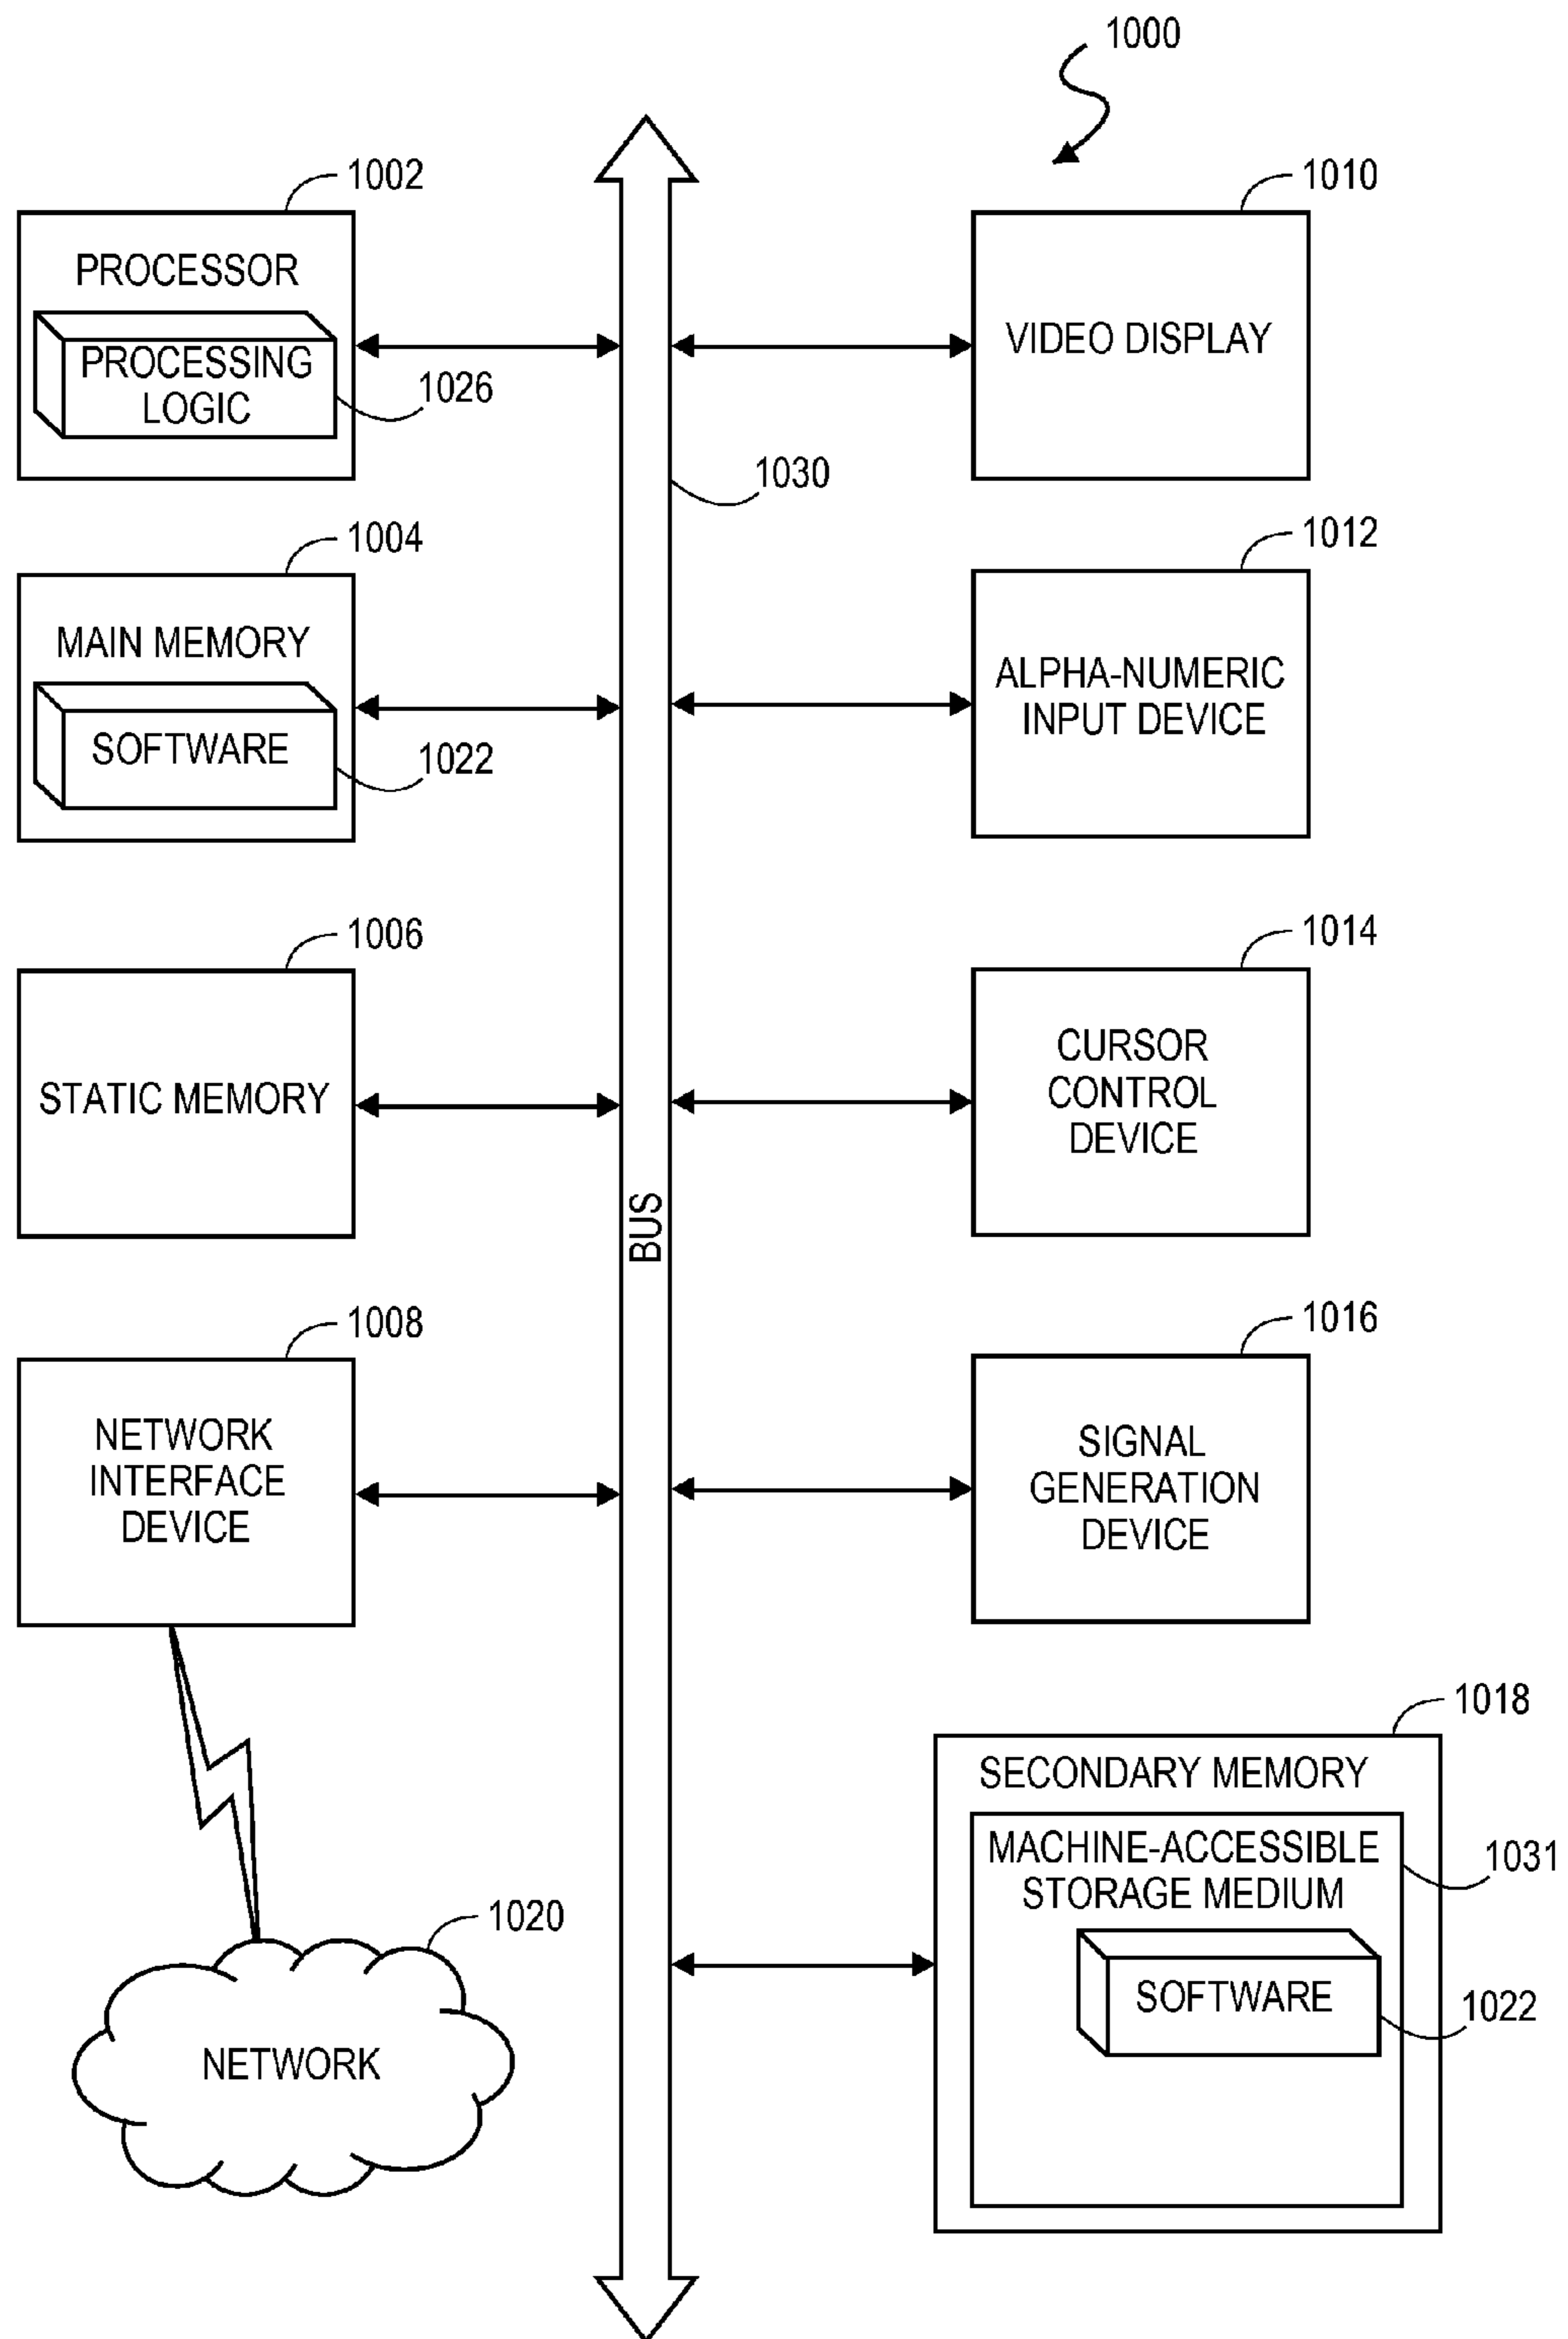 1000
1002
PROCESSOR
PROCESSING
LOGIC
1026
1010
VIDEO DISPLAY
1030
1004
MAIN MEMORY
SOFTWARE
1022
1012
ALPHA-NUMERIC
INPUT DEVICE
1006
STATIC MEMORY
1014
CURSOR
CONTROL
DEVICE
BUS
1008
NETWORK
INTERFACE
DEVICE
1016
SIGNAL
GENERATION
DEVICE
1018
SECONDARY MEMORY
MACHINE-ACCESSIBLE
STORAGE MEDIUM
1031
SOFTWARE
1022
1020
NETWORK